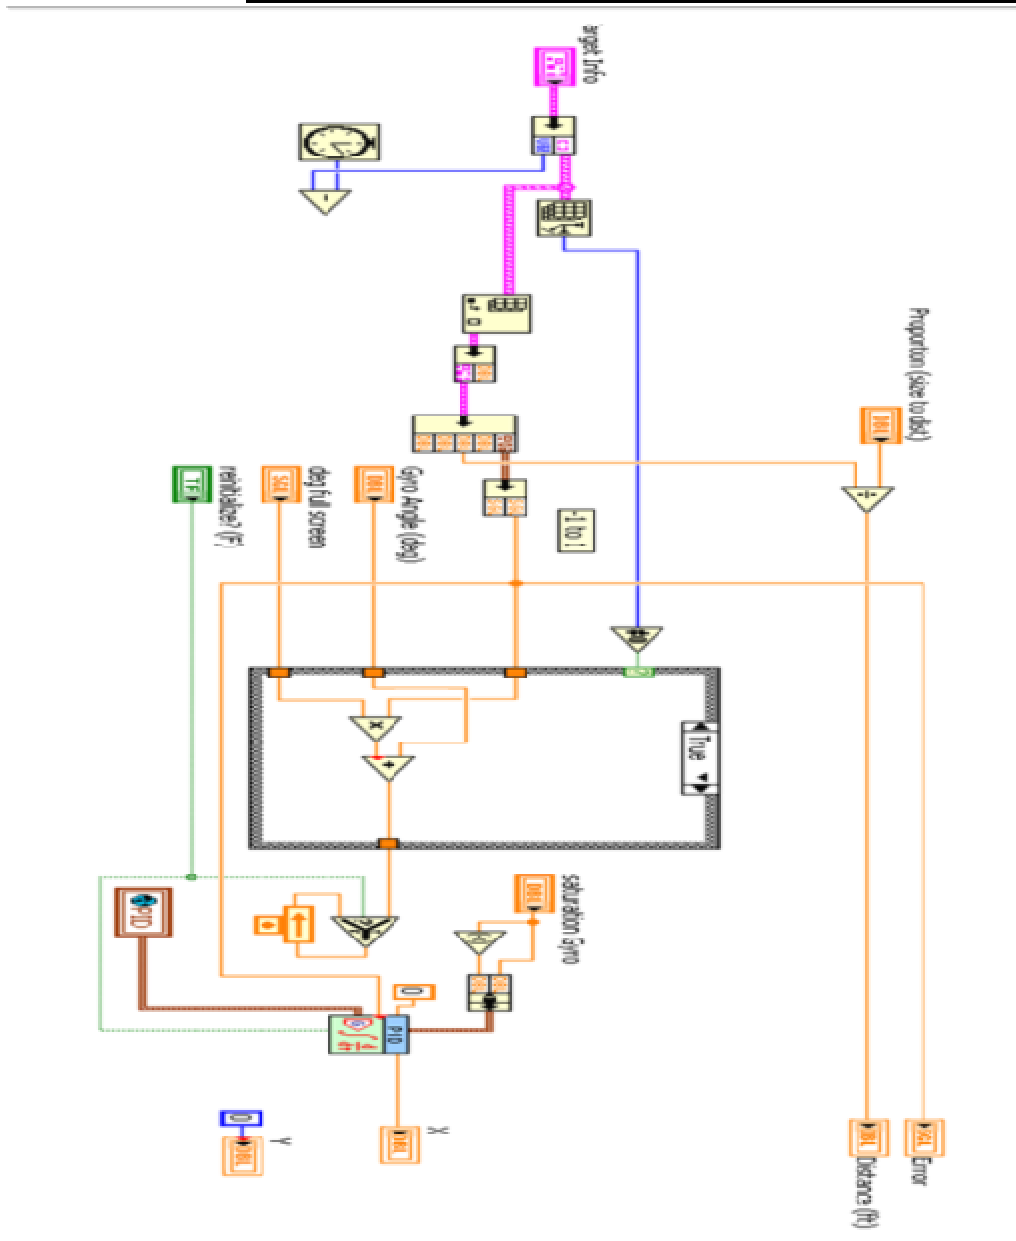 arget Info
Proportion (size to dist)
DBL
reinitialize? (F)
TF
deg full screen
SGL
Gyro Angle (deg)
DBL
-1 to 1
True
saturation Gyro
DBL
PID
0
PID
X
DBL
Y
0
DBL
Error
SGL
Distance (ft)
DBL